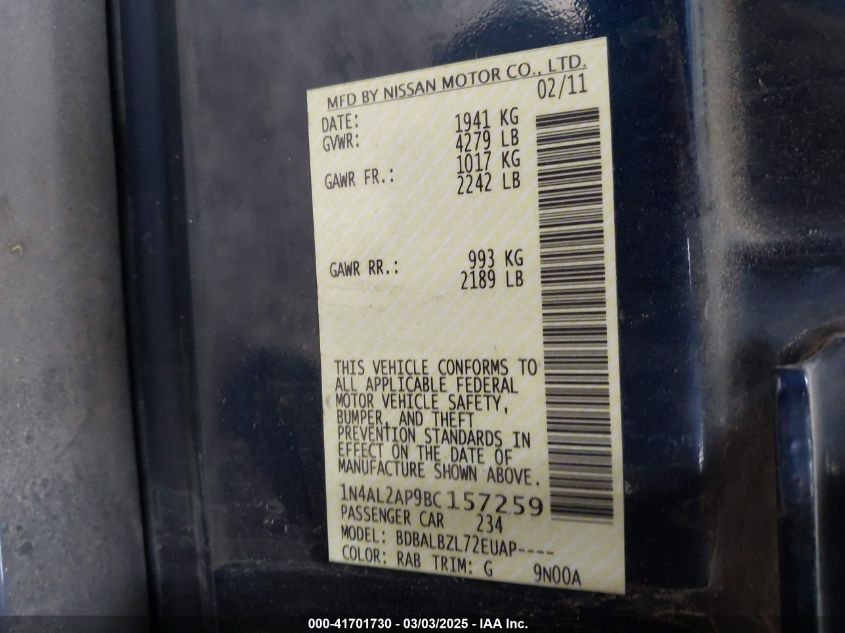 MFD BY NISSAN MOTOR CO., LTD.
DATE: 02/11
GVWR: 1941 KG
4279 LB
GAWR FR.: 1017 KG
2242 LB
GAWR RR.: 993 KG
2189 LB
THIS VEHICLE CONFORMS TO
ALL APPLICABLE FEDERAL
MOTOR VEHICLE SAFETY,
BUMPER, AND THEFT
PREVENTION STANDARDS IN
EFFECT ON THE DATE OF
MANUFACTURE SHOWN ABOVE.
1N4AL2AP9BC157259
PASSENGER CAR 234
MODEL: BDBALBZL72EUAP----
COLOR: RAB TRIM: G 9N00A
000-41701730 - 03/03/2025 - IAA Inc.